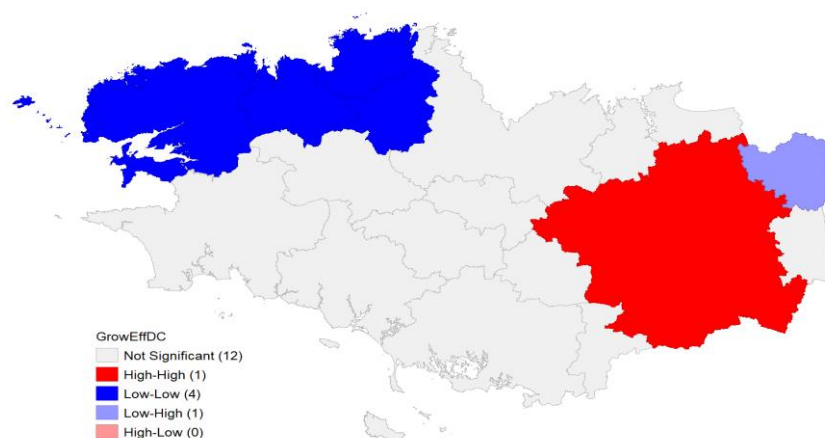 GrowEffDC
Not Significant (12)
High-High (1)
Low-Low (4)
Low-High (1)
High-Low (0)